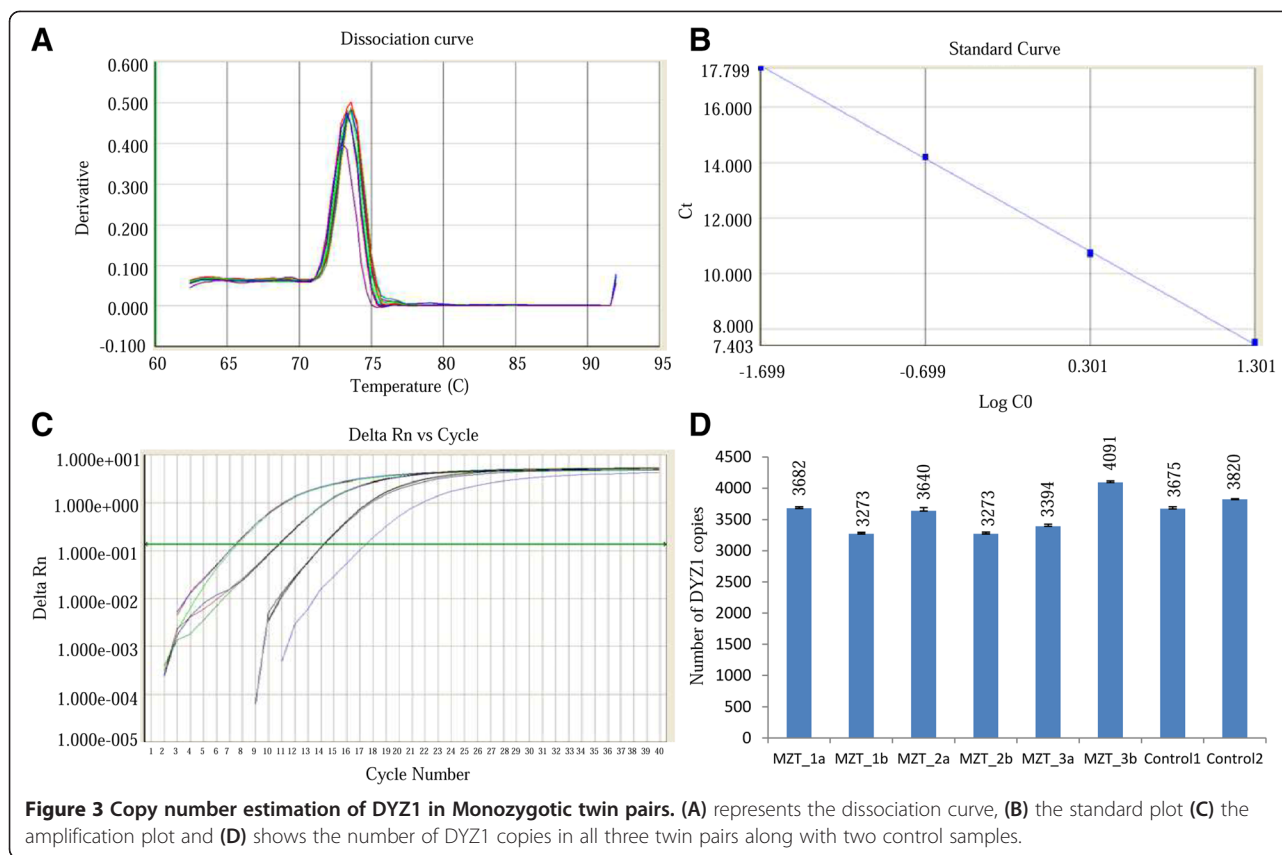 A
Dissociation curve
0.600
0.500
0.400
0.300
0.200
0.100
0.000
-0.100
Derivative
60 65 70 75 80 85 90 95
Temperature (C)
B
Standard Curve
17.799
16.000
14.000
12.000
10.000
8.000
7.403
Ct
-1.699 -0.699 0.301 1.301
Log C0
C
Delta Rn vs Cycle
1.000e+001
1.000e+000
1.000e-001
1.000e-002
1.000e-003
1.000e-004
1.000e-005
Delta Rn
1 2 3 4 5 6 7 8 9 10 11 12 13 14 15 16 17 18 19 20 21 22 23 24 25 26 27 28 29 30 31 32 33 34 35 36 37 38 39 40
Cycle Number
D
4500
4000
3500
3000
2500
2000
1500
1000
500
0
Number of DYZ1 copies
3682 3273 3640 3273 3394 4091 3675 3820
MZT_1a MZT_1b MZT_2a MZT_2b MZT_3a MZT_3b Control1 Control2
Figure 3 Copy number estimation of DYZ1 in Monozygotic twin pairs. (A) represents the dissociation curve, (B) the standard plot (C) the
amplification plot and (D) shows the number of DYZ1 copies in all three twin pairs along with two control samples.